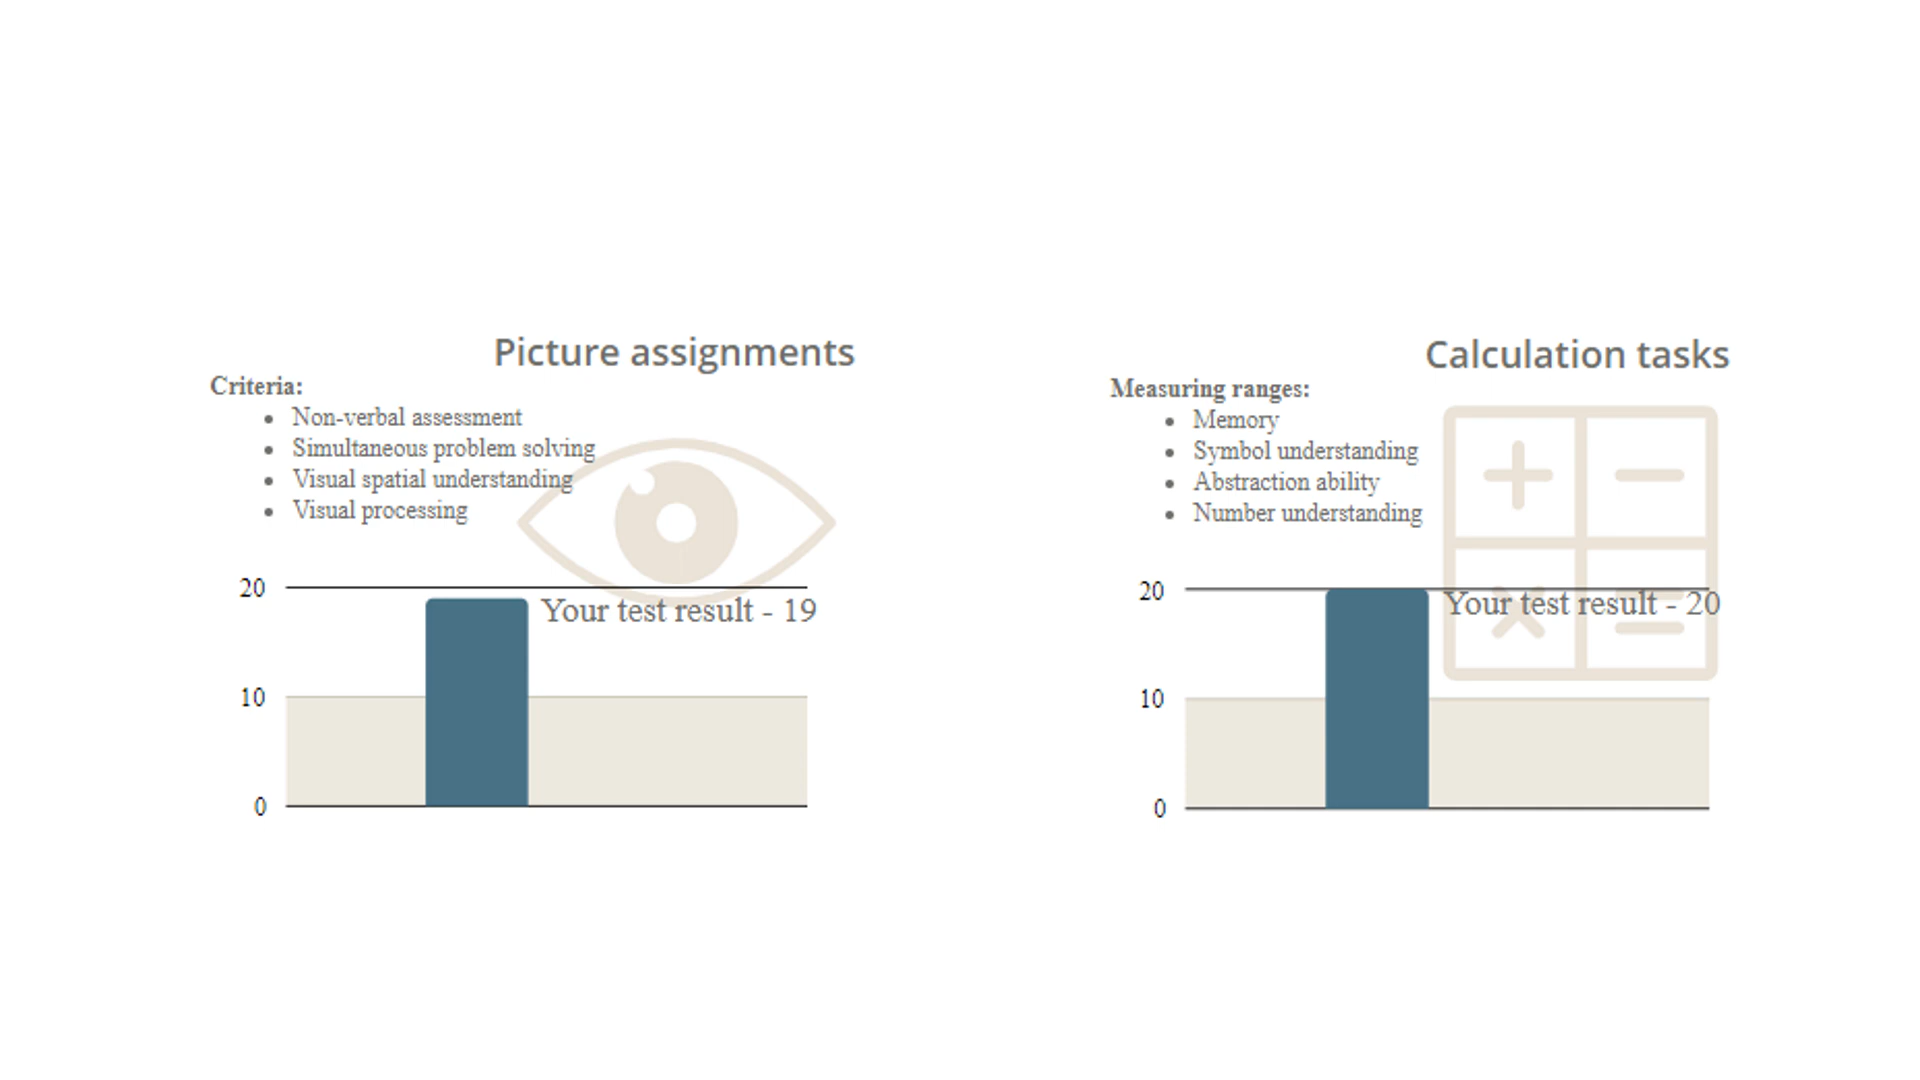 Picture assignments
Criteria:
Non-verbal assessment
Simultaneous problem solving
Visual spatial understanding
Visual processing
20
Your test result - 19
10
0
Calculation tasks
Measuring ranges:
Memory
Symbol understanding
Abstraction ability
Number understanding
20
Your test result - 20
10
0